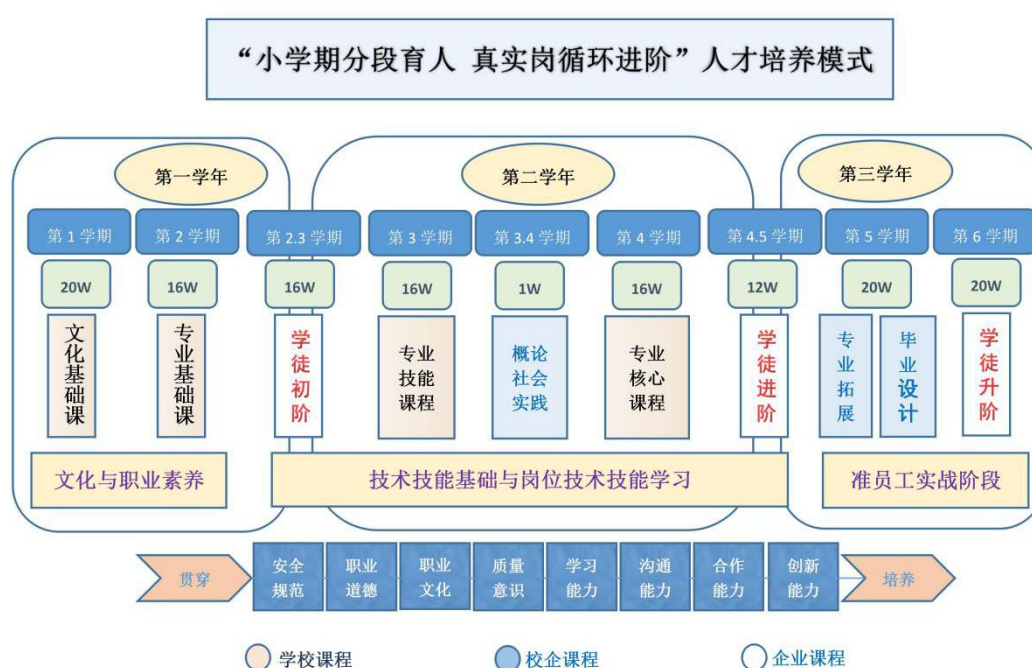 “小学期分段育人 真实岗循环进阶”人才培养模式
第一学年
第二学年
第三学年
第 1 学期
第 2 学期
第 2.3 学期
第 3 学期
第 3.4 学期
第 4 学期
第 4.5 学期
第 5 学期
第 6 学期
20W
16W
16W
16W
1W
16W
12W
20W
20W
文化基础课
专业基础课
学徒初阶
专业
技能
课程
概论
社会
实践
专业
核心
课程
学徒进阶
专业拓展
毕业设计
学徒升阶
文化与职业素养
技术技能基础与岗位技术技能学习
准员工实战阶段
贯穿
安全
规范
职业
道德
职业
文化
质量
意识
学习
能力
沟通
能力
合作
能力
创新
能力
培养
学校课程
校企课程
企业课程